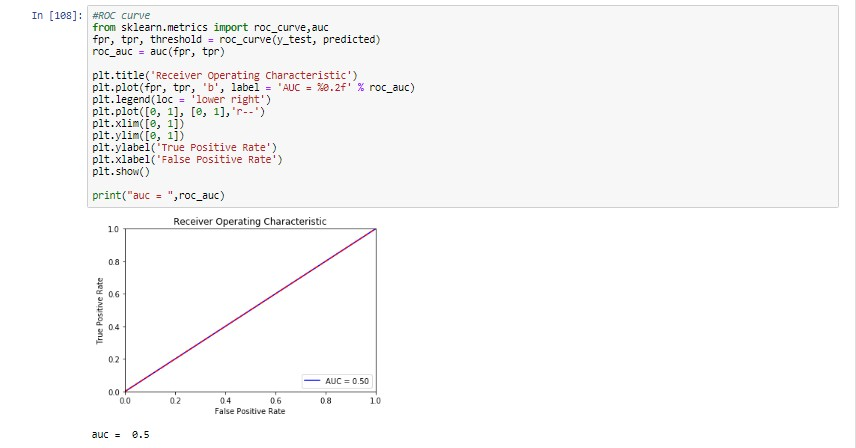 In [108]:
#ROC curve
from sklearn.metrics import roc_curve,auc
fpr, tpr, threshold = roc_curve(y_test, predicted)
roc_auc = auc(fpr, tpr)
plt.title('Receiver Operating Characteristic')
plt.plot(fpr, tpr, 'b', label = 'AUC = %0.2f' % roc_auc)
plt.legend(loc = 'lower right')
plt.plot([0, 1], [0, 1],'r--')
plt.xlim([0, 1])
plt.ylim([0, 1])
plt.ylabel('True Positive Rate')
plt.xlabel('False Positive Rate')
plt.show()
print("auc = ",roc_auc)
Receiver Operating Characteristic
1.0
0.8
0.6
0.4
0.2
0.0
True Positive Rate
AUC = 0.50
0.0 0.2 0.4 0.6 0.8 1.0
False Positive Rate
auc =  0.5